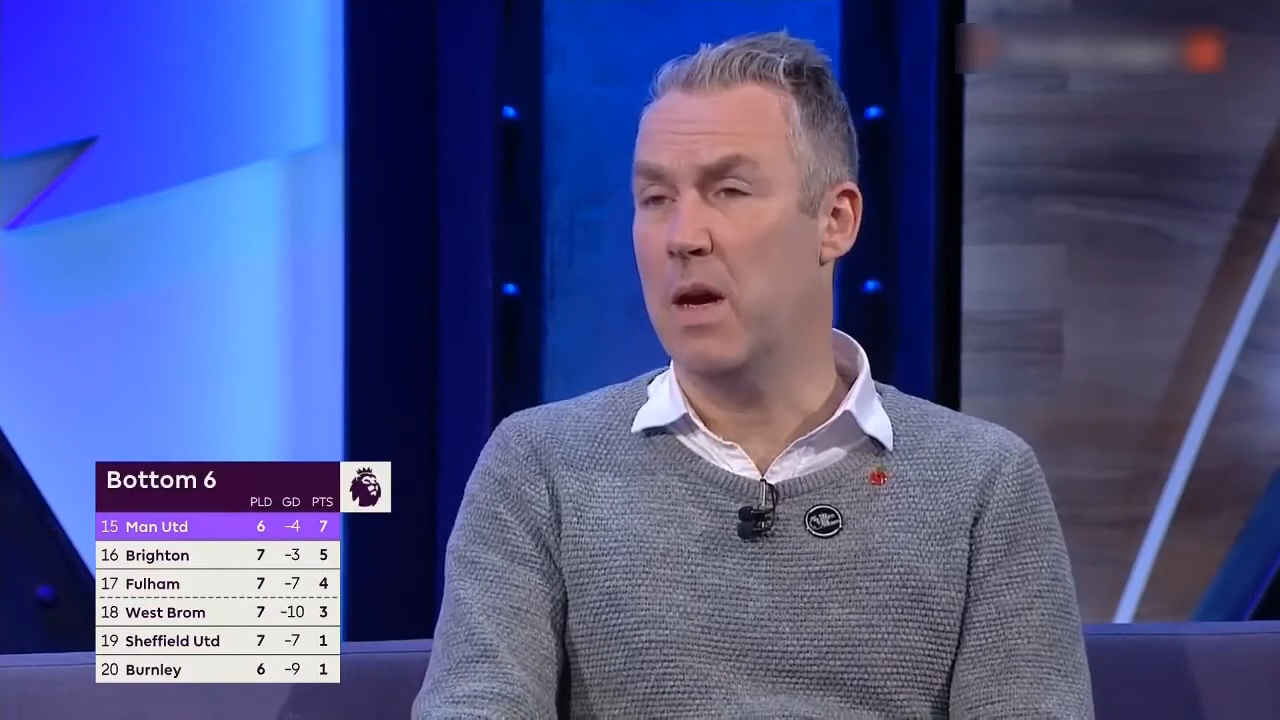 Bottom 6
PLD GD PTS
15 Man Utd 6 -4 7
16 Brighton 7 -3 5
17 Fulham 7 -7 4
18 West Brom 7 -10 3
19 Sheffield Utd 7 -7 1
20 Burnley 6 -9 1